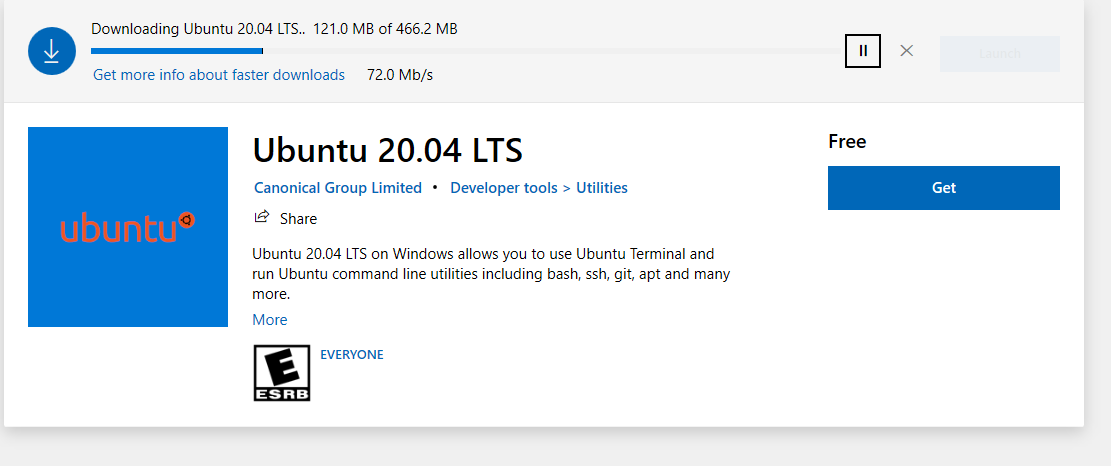 Downloading Ubuntu 20.04 LTS.. 121.0 MB of 466.2 MB
Get more info about faster downloads 72.0 Mb/s
Launch
ubuntu
Ubuntu 20.04 LTS
Canonical Group Limited • Developer tools > Utilities
Share
Ubuntu 20.04 LTS on Windows allows you to use Ubuntu Terminal and
run Ubuntu command line utilities including bash, ssh, git, apt and many
more.
More
E
ESRB
EVERYONE
Free
Get